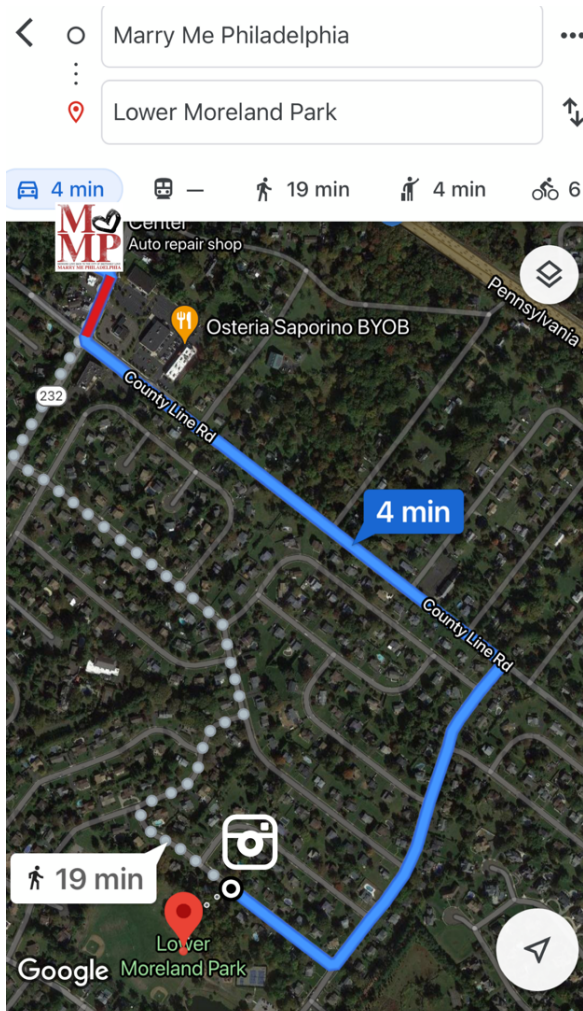 Marry Me Philadelphia
Lower Moreland Park
4 min
—
19 min
4 min
6
MMP
MARRY ME PHILADELPHIA
Center
Auto repair shop
Pennsylvania
Osteria Saporino BYOB
232
County Line Rd
4 min
County Line Rd
19 min
Lower
Moreland Park
Google